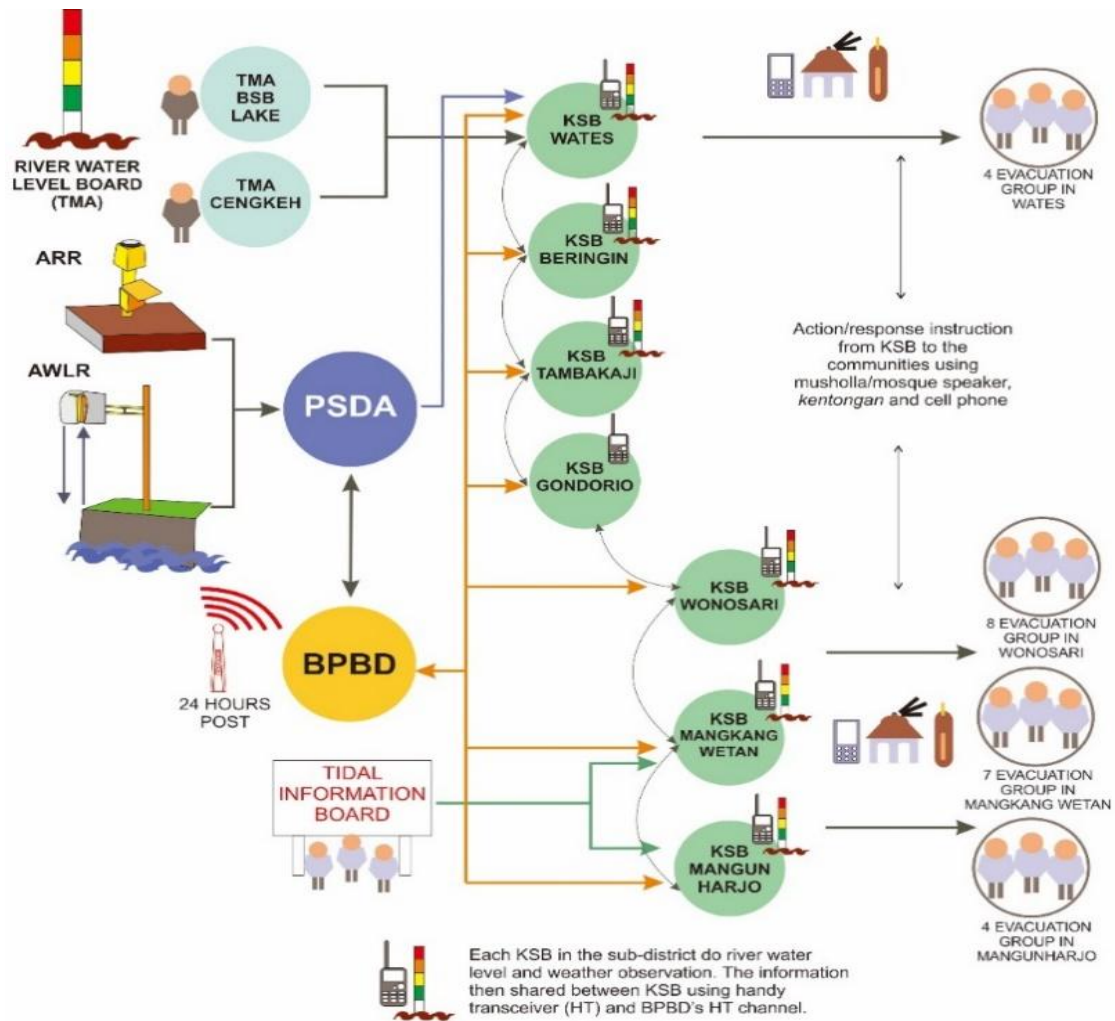 TMA
BSB
LAKE
RIVER WATER
LEVEL BOARD
(TMA)
TMA
CENGKEH
ARR
AWLR
PSDA
BPBD
24 HOURS
POST
TIDAL
INFORMATION
BOARD
KSB
WATES
KSB
BERINGIN
KSB
TAMBAKAJI
KSB
GONDORIO
KSB
WONOSARI
KSB
MANGKANG
WETAN
KSB
MANGUN
HARJO
4 EVACUATION
GROUP IN
WATES
Action/response instruction
from KSB to the
communities using
musholla/mosque speaker,
kentongan and cell phone
8 EVACUATION
GROUP IN
WONOSARI
7 EVACUATION
GROUP IN
MANGKANG WETAN
4 EVACUATION
GROUP IN
MANGUNHARJO
Each KSB in the sub-district do river water
level and weather observation. The information
then shared between KSB using handy
transceiver (HT) and BPBD's HT channel.